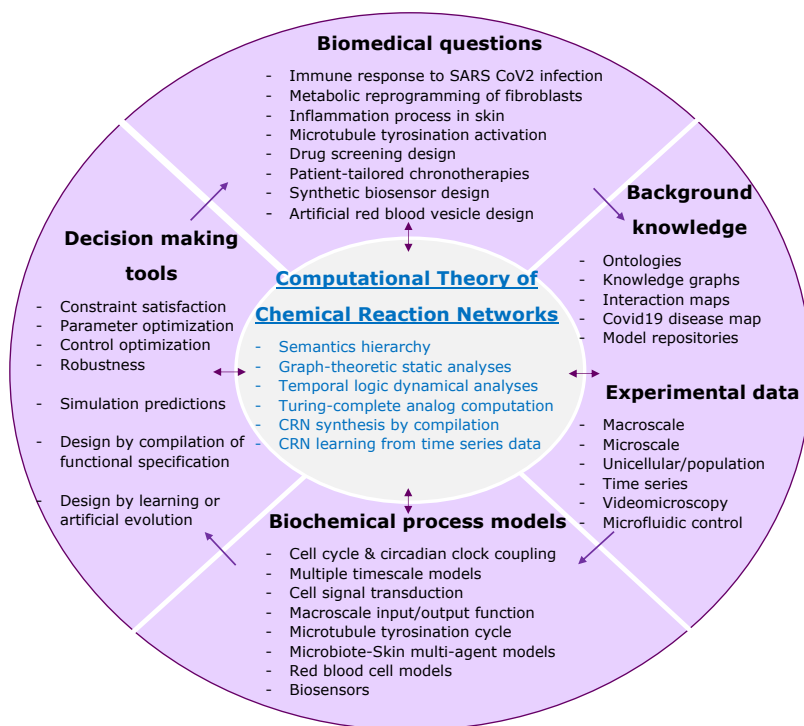 Biomedical questions
- Immune response to SARS CoV2 infection
- Metabolic reprogramming of fibroblasts
- Inflammation process in skin
- Microtubule tyrosination activation
- Drug screening design
- Patient-tailored chronotherapies
- Synthetic biosensor design
- Artificial red blood vesicle design
Background
knowledge
- Ontologies
- Knowledge graphs
- Interaction maps
- Covid19 disease map
- Model repositories
Experimental data
- Macroscale
- Microscale
- Unicellular/population
- Time series
- Videomicroscopy
- Microfluidic control
Decision making
tools
- Constraint satisfaction
- Parameter optimization
- Control optimization
- Robustness
- Simulation predictions
- Design by compilation of
functional specification
- Design by learning or
artificial evolution
Computational Theory of
Chemical Reaction Networks
- Semantics hierarchy
- Graph-theoretic static analyses
- Temporal logic dynamical analyses
- Turing-complete analog computation
- CRN synthesis by compilation
- CRN learning from time series data
Biochemical process models
- Cell cycle & circadian clock coupling
- Multiple timescale models
- Cell signal transduction
- Macroscale input/output function
- Microtubule tyrosination cycle
- Microbiote-Skin multi-agent models
- Red blood cell models
- Biosensors